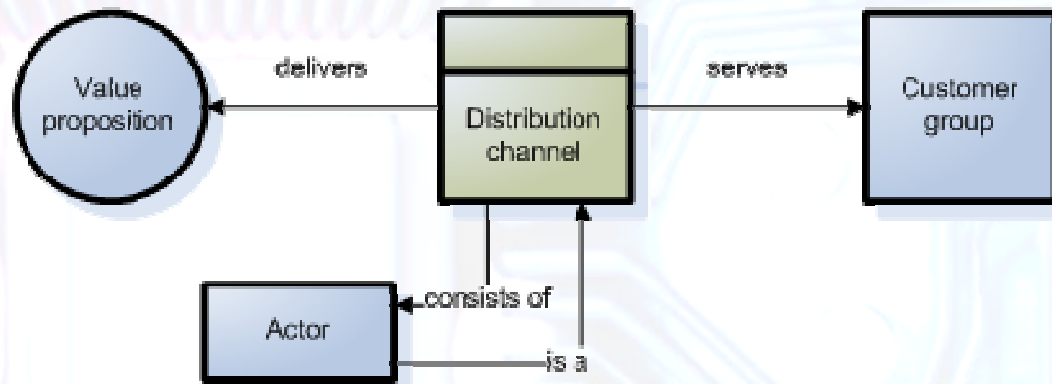 delivers
serves
Value
proposition
Distribution
channel
Customer
group
consists of
Actor
is a